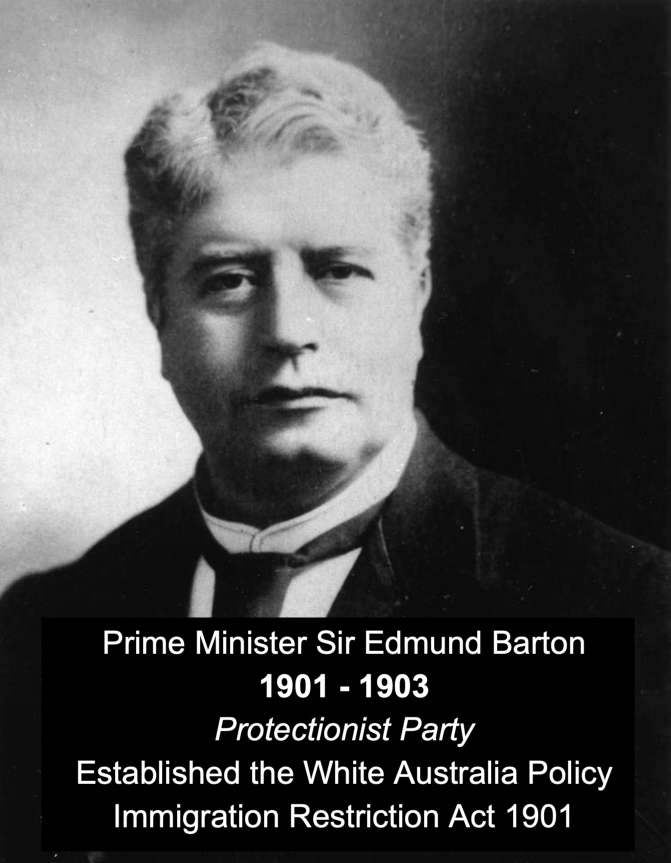 Prime Minister Sir Edmund Barton
1901 - 1903
Protectionist Party
Established the White Australia Policy
Immigration Restriction Act 1901